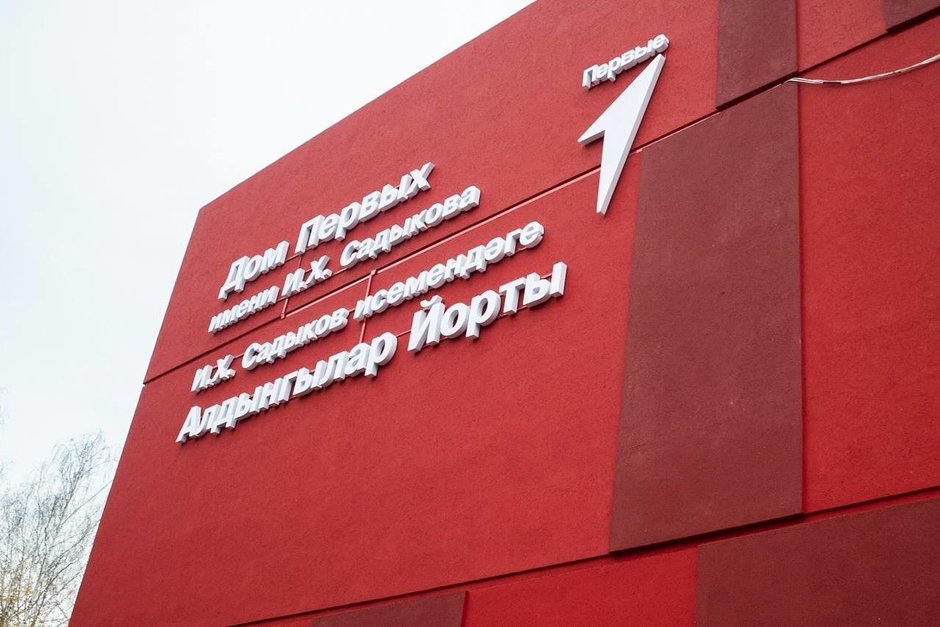 Первые
Дом Первых
имени И.Х. Садыкова
И.Х. Садыков исемендәге
Алдынгылар Йорты